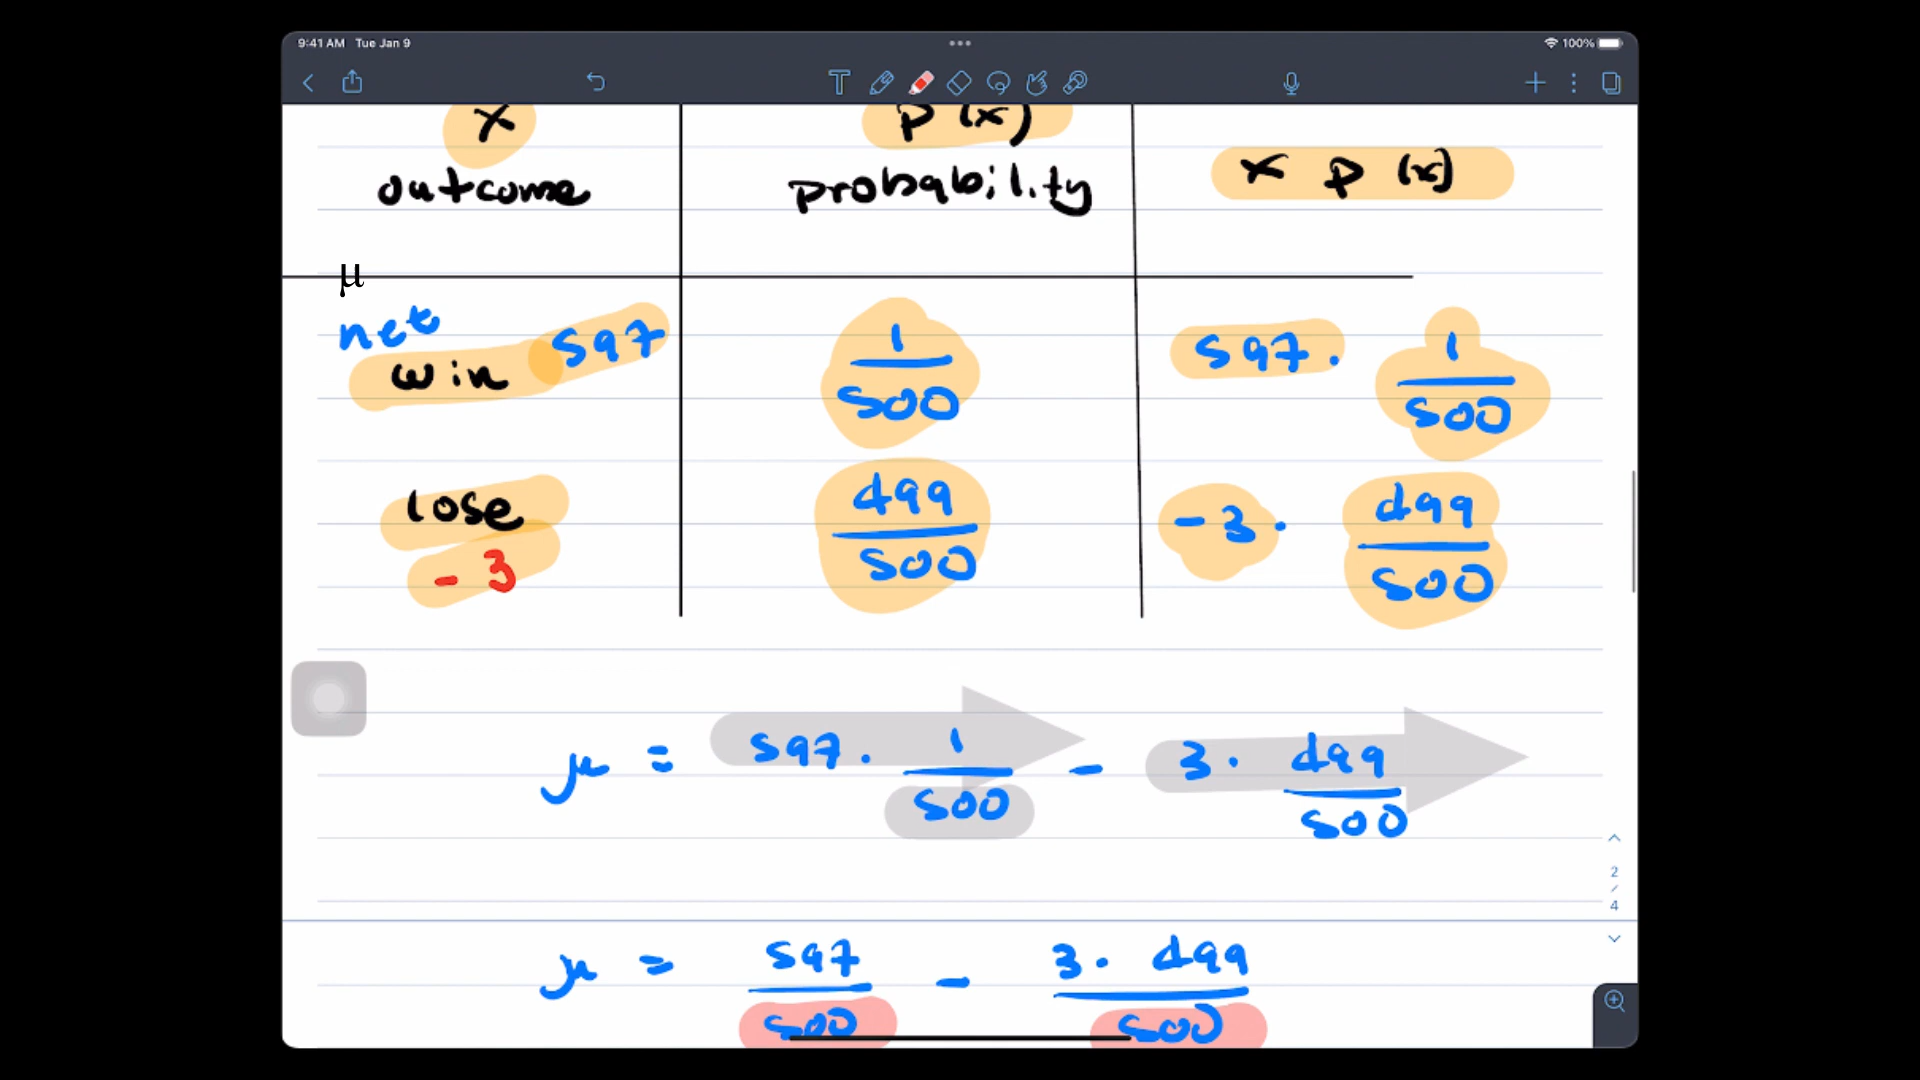 9:41 AM Tue Jan 9
100%
x
p (x)
outcome
probability
x p (x)
μ
net
win 597
1/500
597 · 1/500
lose
- 3
499/500
-3 · 499/500
μ = 597 · 1/500 - 3 · 499/500
2
/
4
μ = 597/500 - 3 · 499/500